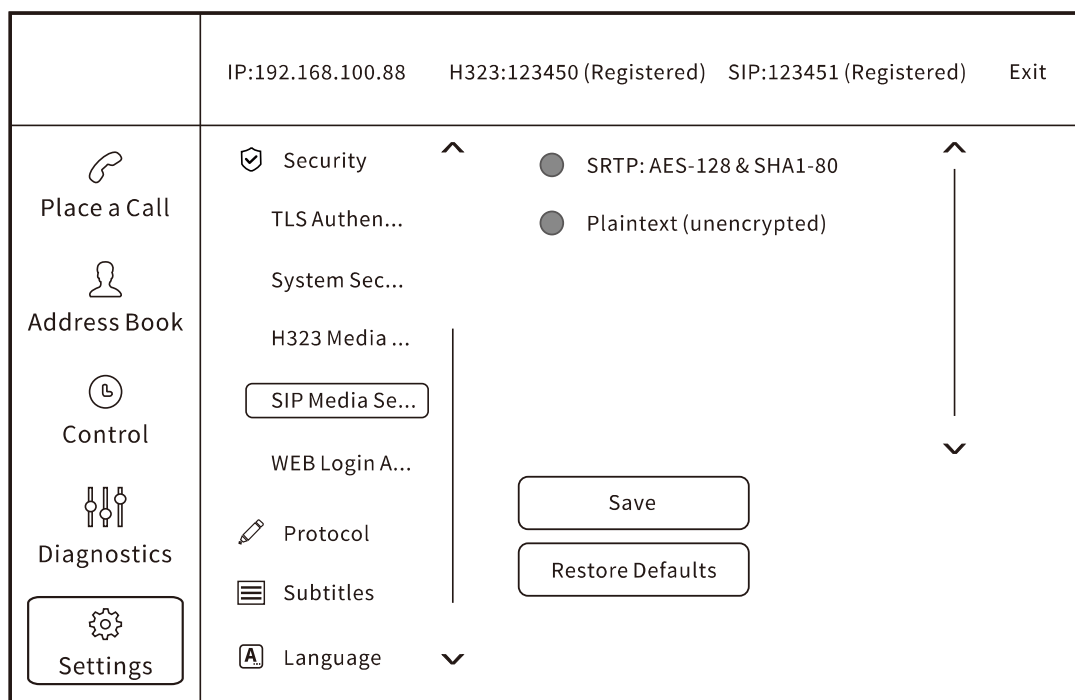 IP:192.168.100.88 H323:123450 (Registered) SIP:123451 (Registered) Exit
Place a Call
Address Book
Control
Diagnostics
Settings
Security
TLS Authen...
System Sec...
H323 Media ...
SIP Media Se...
WEB Login A...
Protocol
Subtitles
A
Language
SRTP: AES-128 & SHA1-80
Plaintext (unencrypted)
Save
Restore Defaults